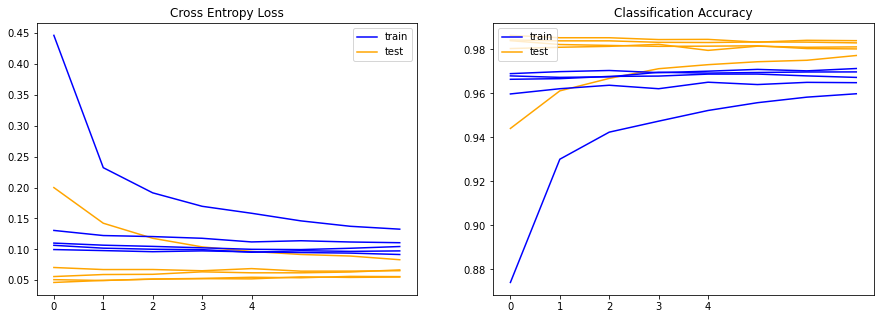 Cross Entropy Loss
train
test
0.45
0.40
0.35
0.30
0.25
0.20
0.15
0.10
0.05
0 1 2 3 4
Classification Accuracy
train
test
0.98
0.96
0.94
0.92
0.90
0.88
0 1 2 3 4